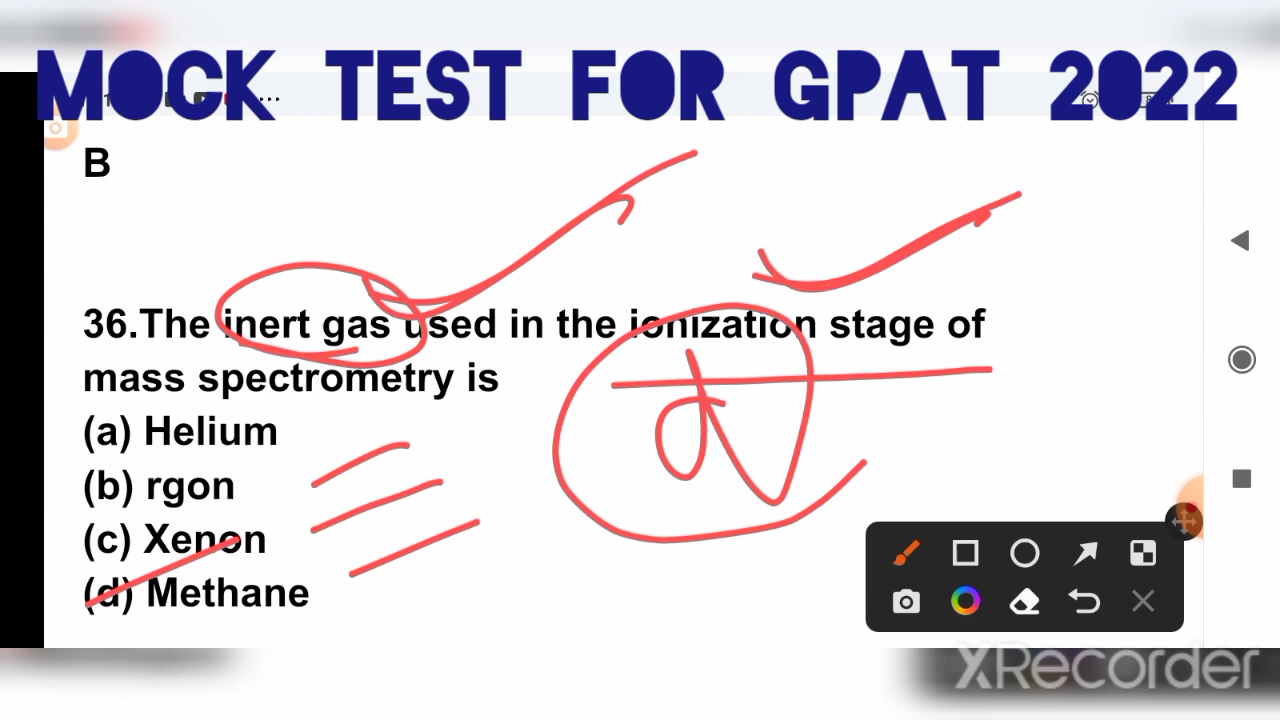 MOCK TEST FOR GPAT 2022
B
36.The inert gas used in the ionization stage of
mass spectrometry is
(a) Helium
(b) rgon
(c) Xenon
(d) Methane
d
XRecorder